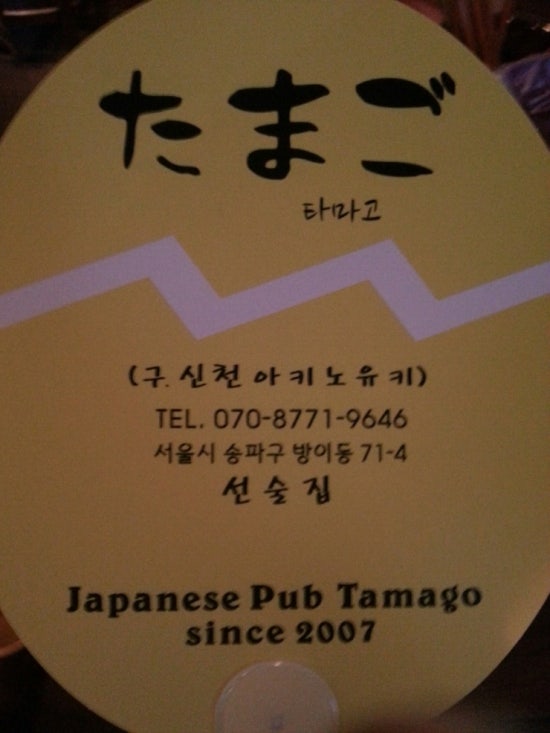 たまご
타마고
(구. 신천 아키노유키)
TEL. 070-8771-9646
서울시 송파구 방이동 71-4
선술집
Japanese Pub Tamago
since 2007